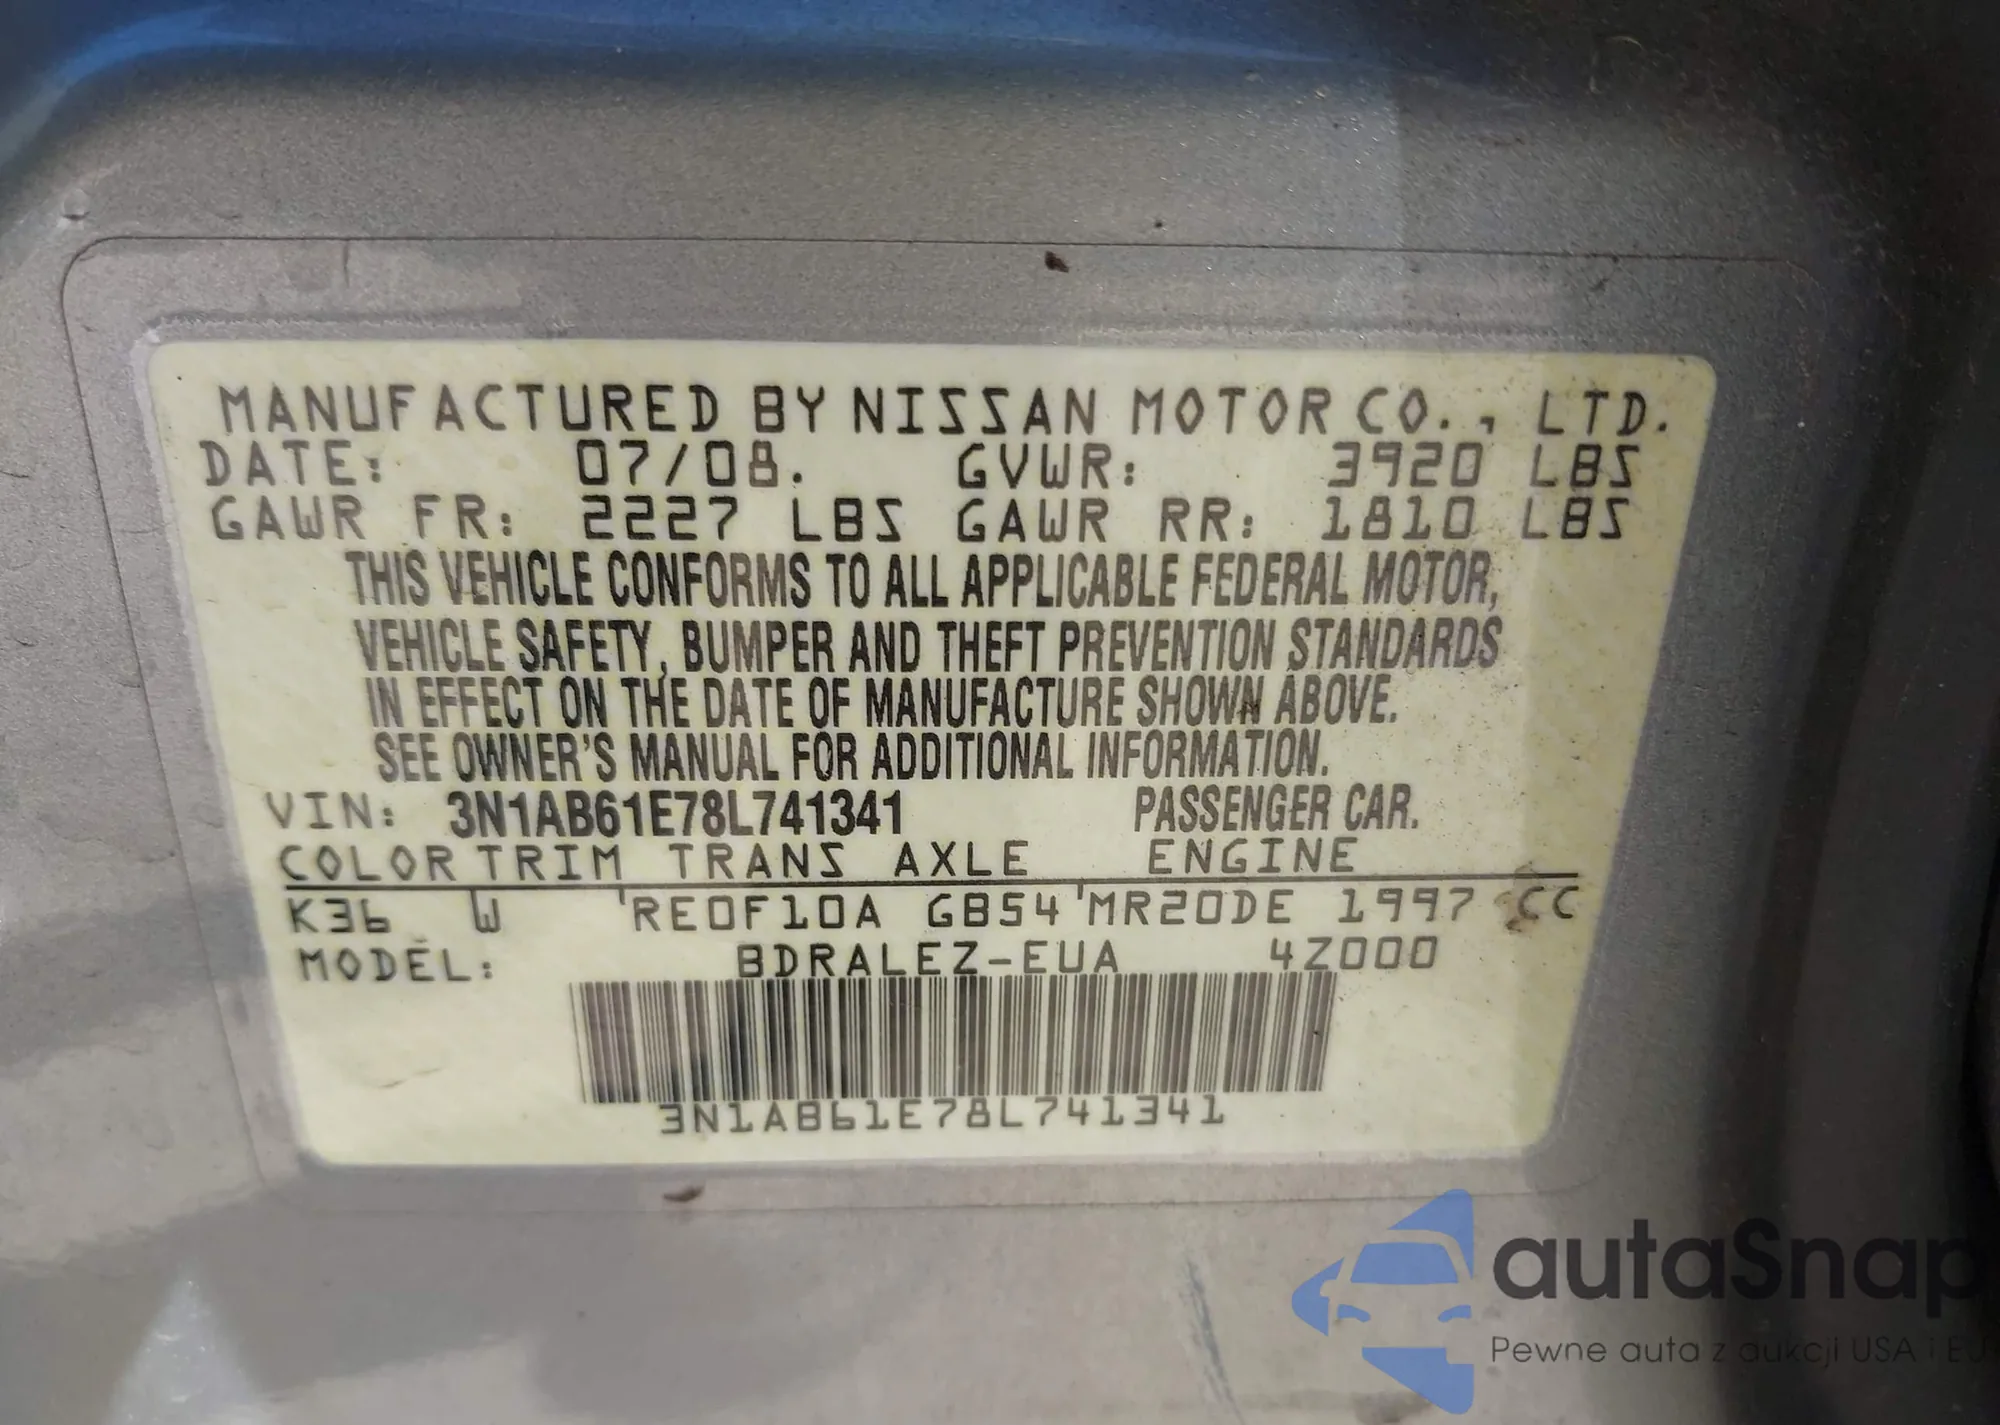 MANUFACTURED BY NISSAN MOTOR CO., LTD.
DATE: 07/08. GVWR: 3920 LBS
GAWR FR: 2227 LBS GAWR RR: 1810 LBS
THIS VEHICLE CONFORMS TO ALL APPLICABLE FEDERAL MOTOR,
VEHICLE SAFETY, BUMPER AND THEFT PREVENTION STANDARDS
IN EFFECT ON THE DATE OF MANUFACTURE SHOWN ABOVE.
SEE OWNER'S MANUAL FOR ADDITIONAL INFORMATION.
VIN: 3N1AB61E78L741341 PASSENGER CAR.
COLOR TRIM TRANS AXLE ENGINE
K36 W 'RE0F10A GB54 'MR20DE 1997 CC
MODEL: BDRALEZ-EUA 4Z000
3N1AB61E78L741341
autaSnap
Pewne auta z aukcji USA i EU